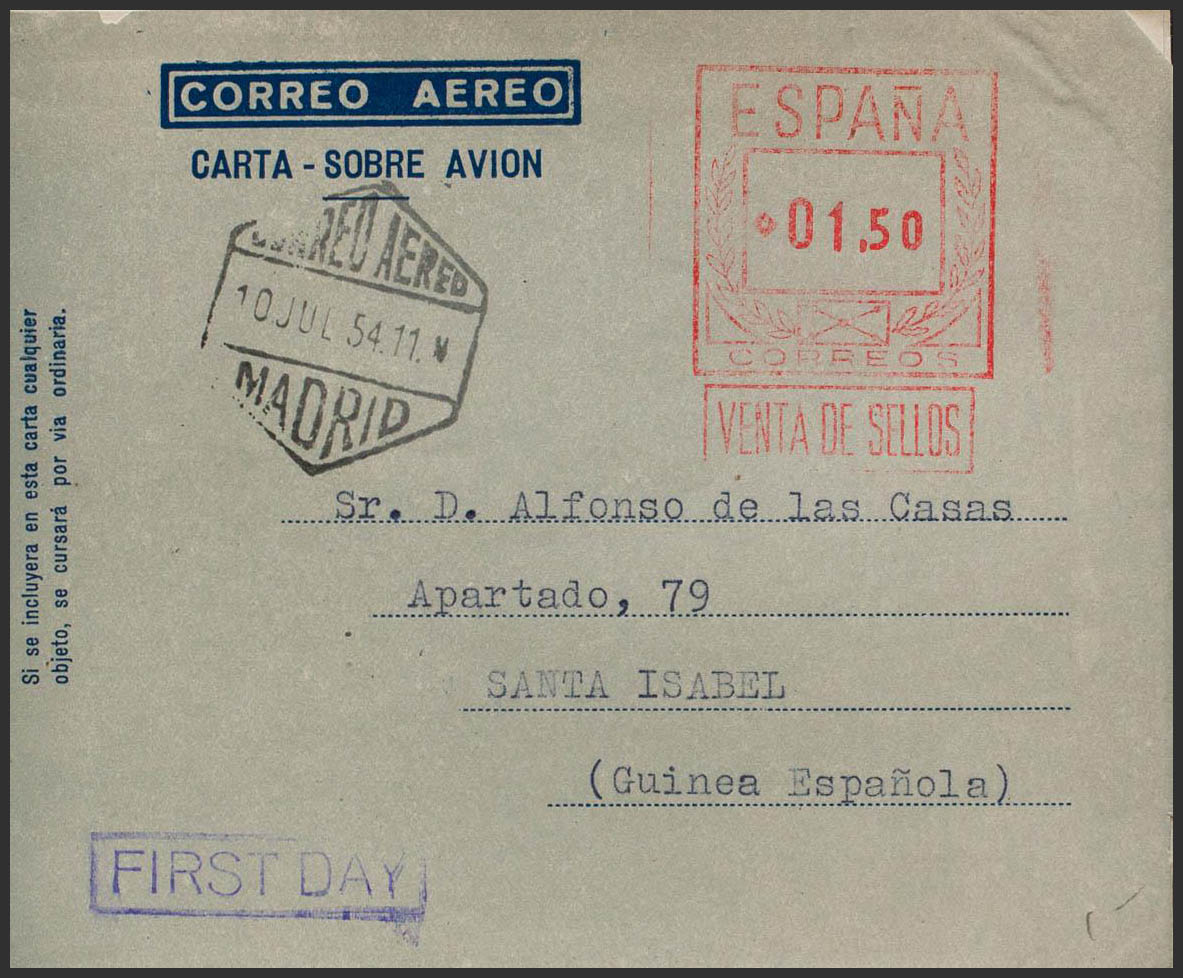 CORREO AEREO
CARTA - SOBRE AVION
ESPAÑA
01,50
CORREOS
VENTA DE SELLOS
CORREO AEREO
10 JUL 54.11.*
MADRID
Si se incluyera en esta carta cualquier
objeto, se cursará por via ordinaria.
Sr. D. Alfonso de las Casas
Apartado, 79
SANTA ISABEL
(Guinea Española)
FIRST DAY